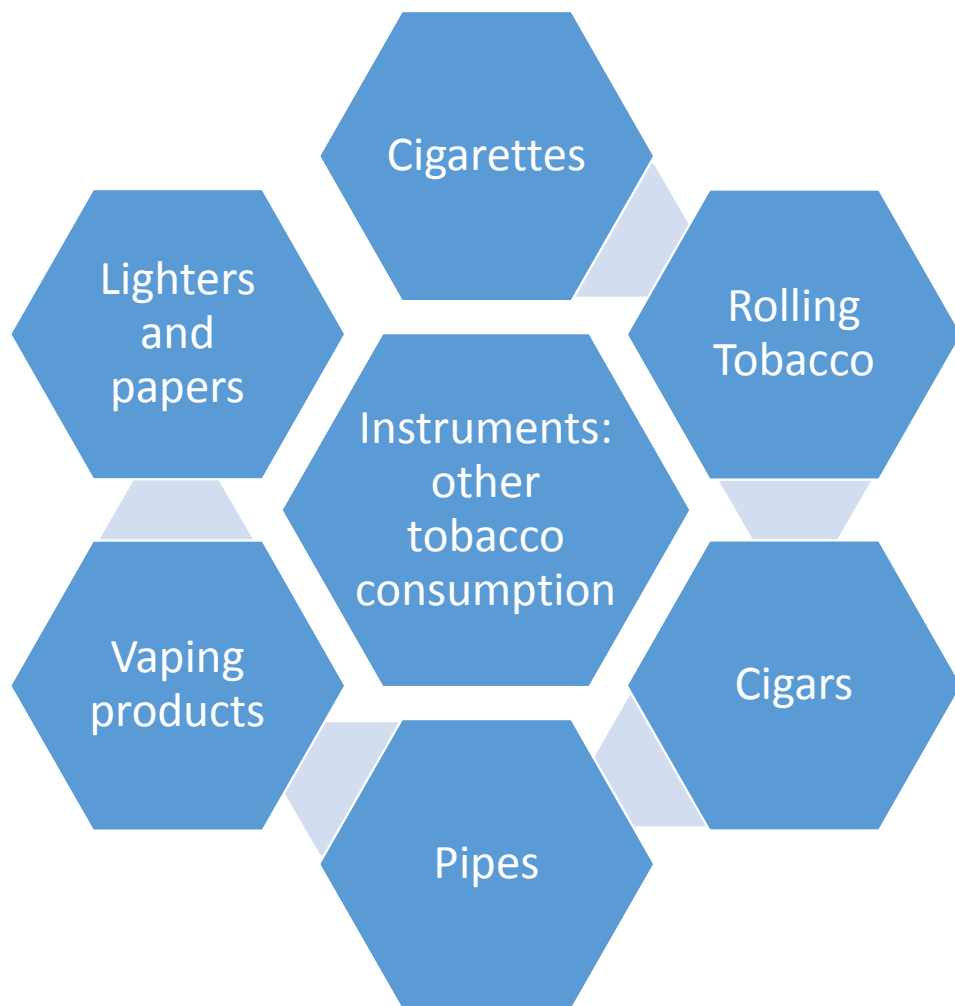 Cigarettes
Lighters
and
papers
Rolling
Tobacco
Instruments:
other
tobacco
consumption
Vaping
products
Cigars
Pipes